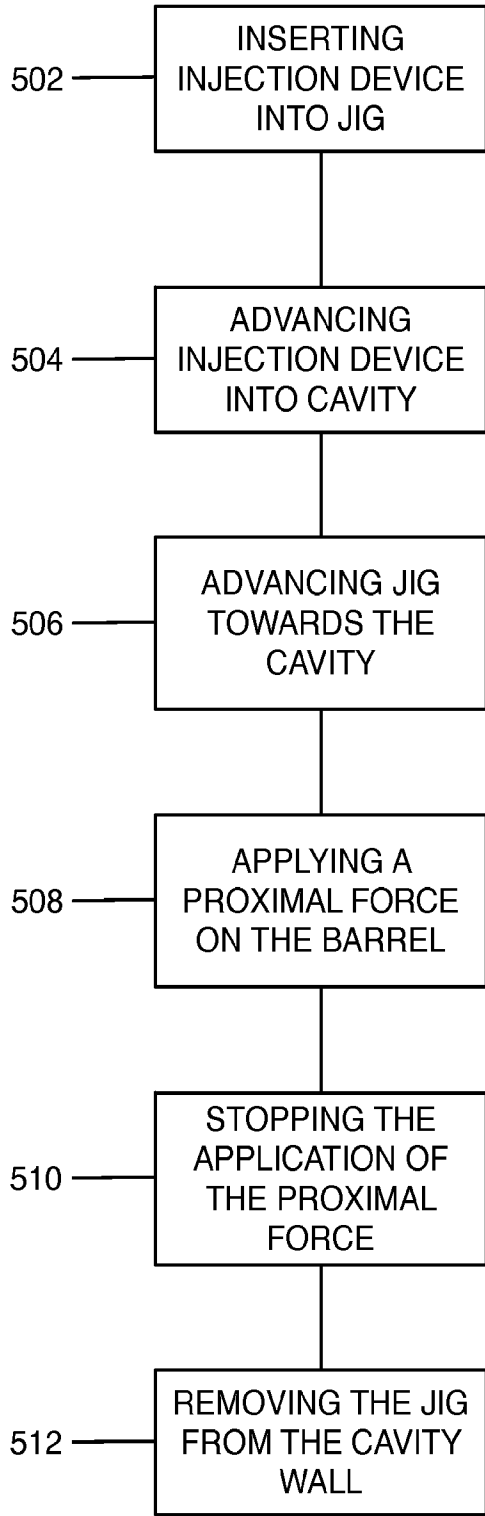 502
INSERTING
INJECTION DEVICE
INTO JIG
504
ADVANCING
INJECTION DEVICE
INTO CAVITY
506
ADVANCING JIG
TOWARDS THE
CAVITY
508
APPLYING A
PROXIMAL FORCE
ON THE BARREL
510
STOPPING THE
APPLICATION OF
THE PROXIMAL
FORCE
512
REMOVING THE JIG
FROM THE CAVITY
WALL